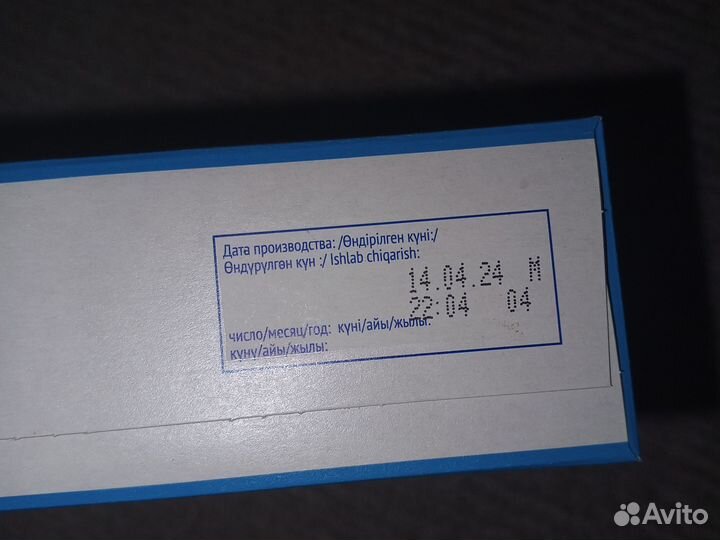 Дата производства: /Өндірілген күні:/
Өндүрүлгөн күн :/ Ishlab chiqarish:
14.04.24 M
22:04 04
число/месяц/год: күні/айы/жылы:
күнү/айы/жылы:
Avito